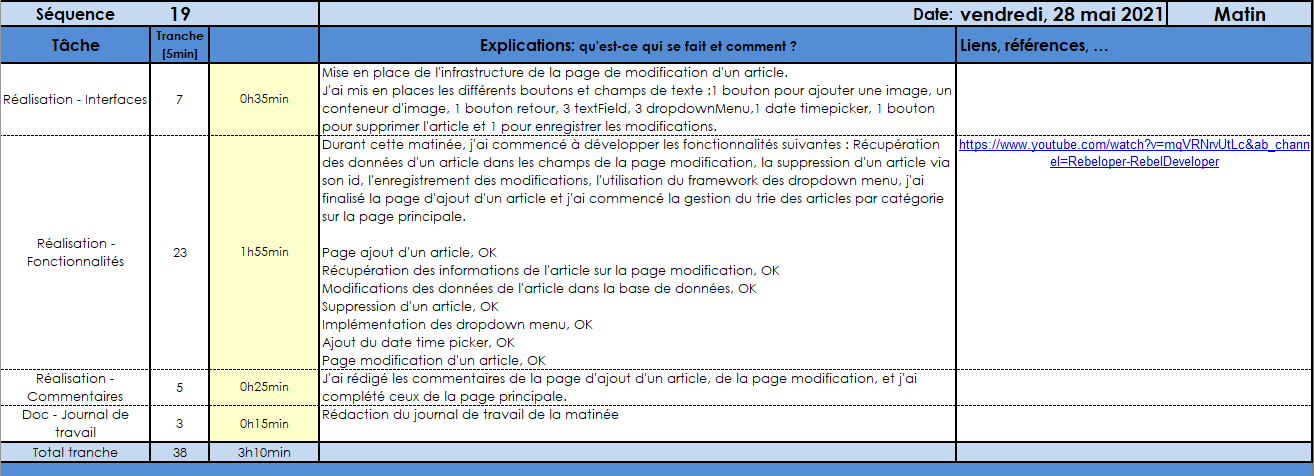 Séquence 19 Date: vendredi, 28 mai 2021 Matin
Tâche Tranche [5min] Explications: qu'est-ce qui se fait et comment ? Liens, références, …
Réalisation - Interfaces 7 0h35min
Mise en place de l'infrastructure de la page de modification d'un article.
J'ai mis en places les différents boutons et champs de texte :1 bouton pour ajouter une image, un
conteneur d'image, 1 bouton retour, 3 textField, 3 dropdownMenu,1 date timepicker, 1 bouton
pour supprimer l'article et 1 pour enregistrer les modifications.
Réalisation -
Fonctionnalités
23 1h55min
Durant cette matinée, j'ai commencé à développer les fonctionnalités suivantes : Récupération
des données d'un article dans les champs de la page modification, la suppression d'un article via
son id, l'enregistrement des modifications, l'utilisation du framework des dropdown menu, j'ai
finalisé la page d'ajout d'un article et j'ai commencé la gestion du trie des articles par catégorie
sur la page principale.
Page ajout d'un article, OK
Récupération des informations de l'article sur la page modification, OK
Modifications des données de l'article dans la base de données, OK
Suppression d'un article, OK
Implémentation des dropdown menu, OK
Ajout du date time picker, OK
Page modification d'un article, OK
https://www.youtube.com/watch?v=mqVRNrvUtLc&ab_chann
el=Rebeloper-RebelDeveloper
Réalisation -
Commentaires
5 0h25min
J'ai rédigé les commentaires de la page d'ajout d'un article, de la page modification, et j'ai
complété ceux de la page principale.
Doc - Journal de
travail
3 0h15min
Rédaction du journal de travail de la matinée
Total tranche 38 3h10min